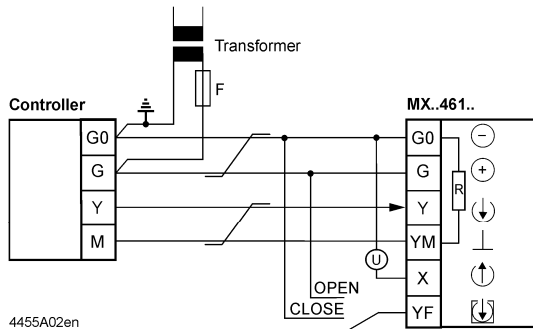 Transformer
F
Controller
MX..461..
G0
G0
G
G
R
Y
Y
M
YM
U
X
OPEN
CLOSE
YF
4455A02en